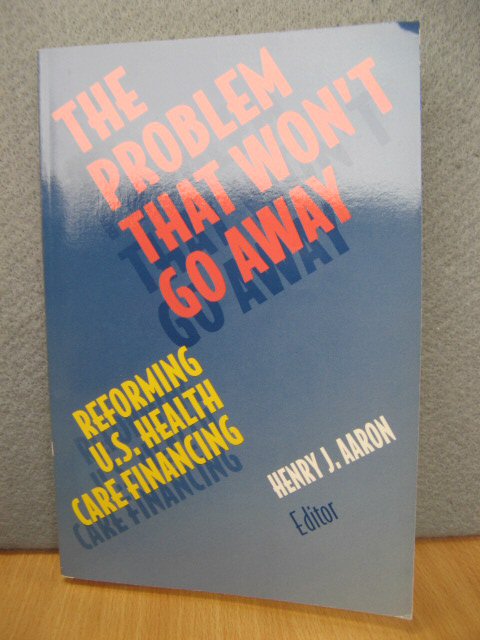 THE
PROBLEM
THAT WON'T
GO AWAY
REFORMING
U.S. HEALTH
CARE FINANCING
HENRY J. AARON
Editor